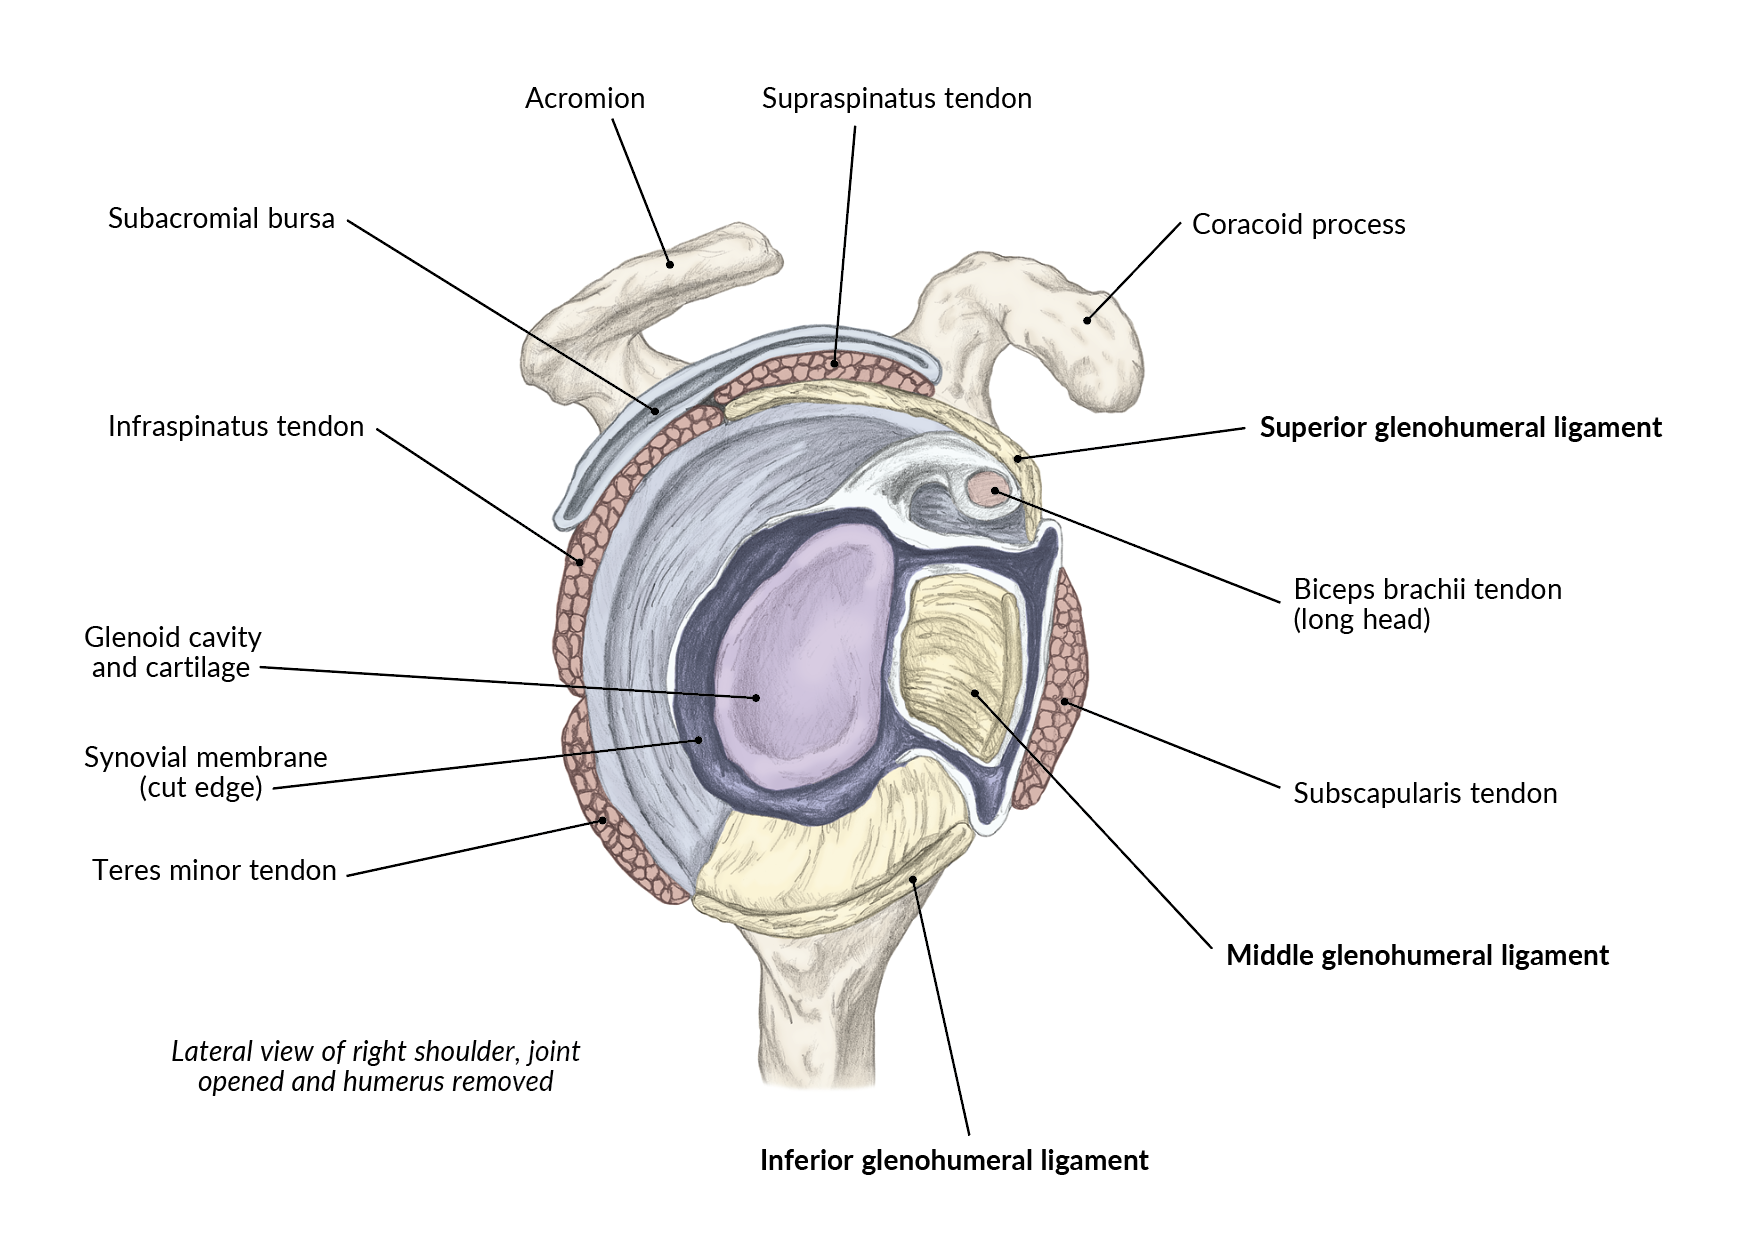 Acromion
Supraspinatus tendon
Subacromial bursa
Coracoid process
Infraspinatus tendon
Superior glenohumeral ligament
Biceps brachii tendon
(long head)
Glenoid cavity
and cartilage
Synovial membrane
(cut edge)
Subscapularis tendon
Teres minor tendon
Middle glenohumeral ligament
Lateral view of right shoulder, joint
opened and humerus removed
Inferior glenohumeral ligament